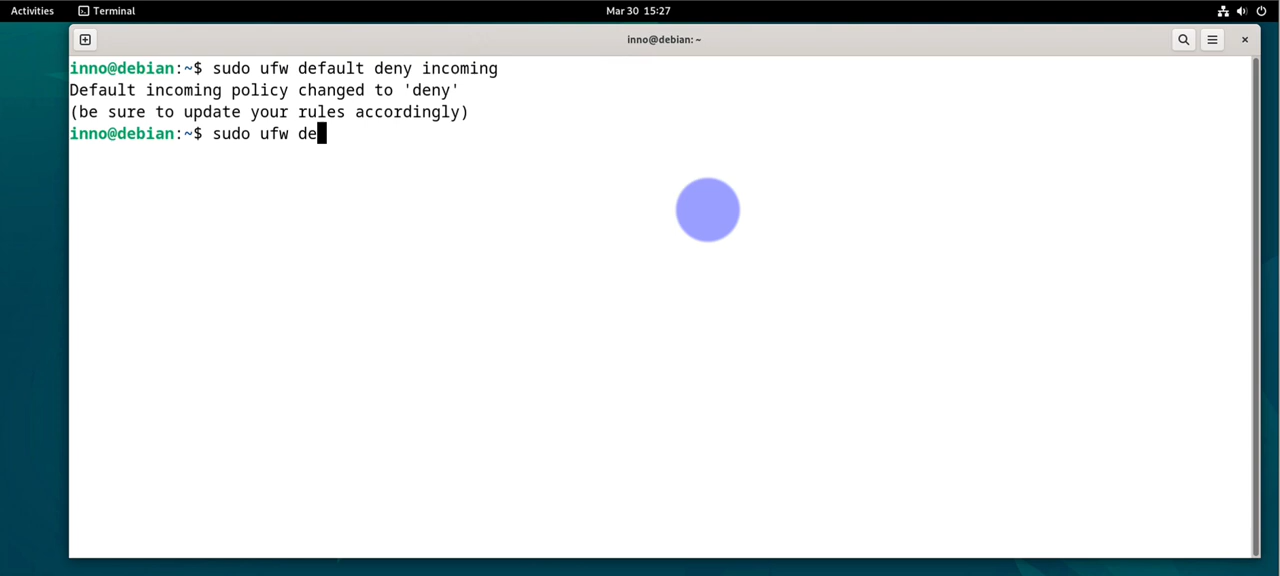 Activities Terminal Mar 30 15:27
inno@debian: ~
inno@debian:~$ sudo ufw default deny incoming
Default incoming policy changed to 'deny'
(be sure to update your rules accordingly)
inno@debian:~$ sudo ufw de